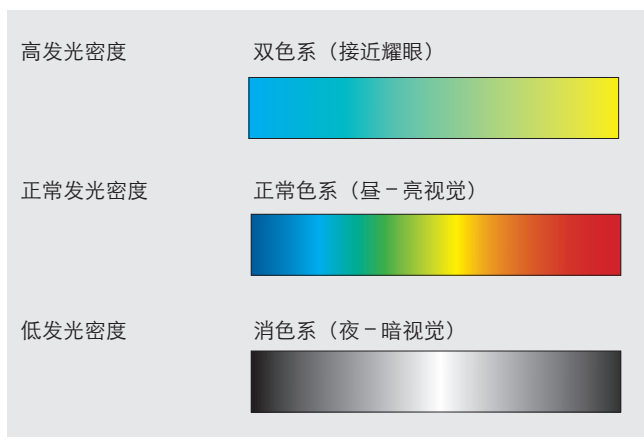 高发光密度 双色系（接近耀眼）
正常发光密度 正常色系（昼-亮视觉）
低发光密度 消色系（夜-暗视觉）